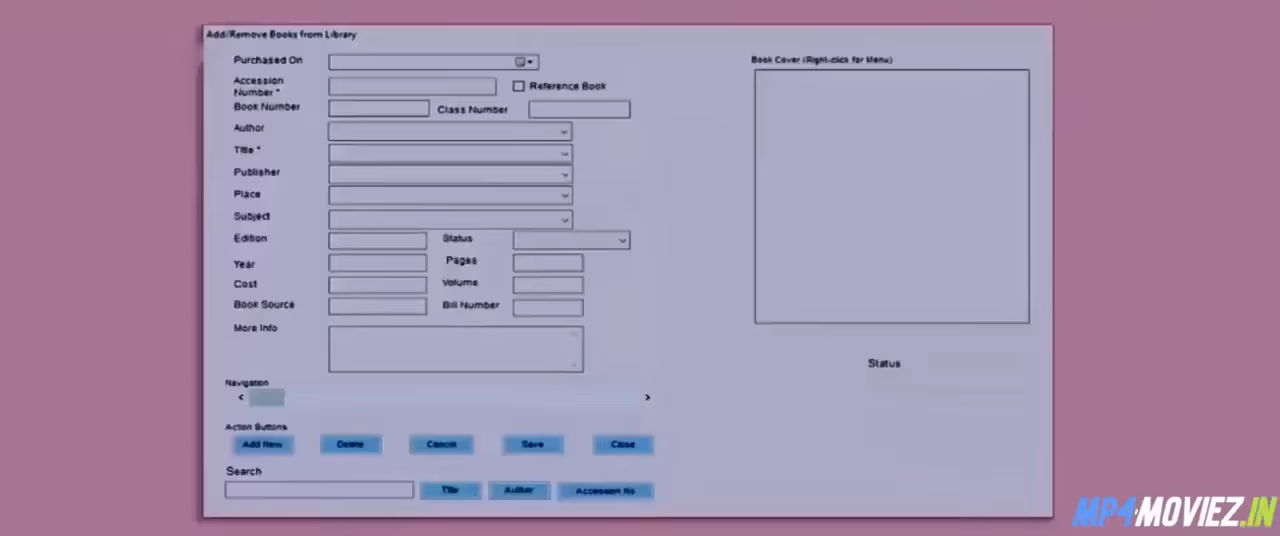 Add/Remove Books from Library
Purchased On
Book Cover (Right-click for Menu)
Accession Number *
Reference Book
Book Number
Class Number
Author
Title *
Publisher
Place
Subject
Edition
Status
Year
Pages
Cost
Volume
Book Source
Bill Number
More Info
Status
Navigation
Action Buttons
Add New Delete Cancel Save Close
Search
Title Author Accession No
MP4MOVIEZ.IN